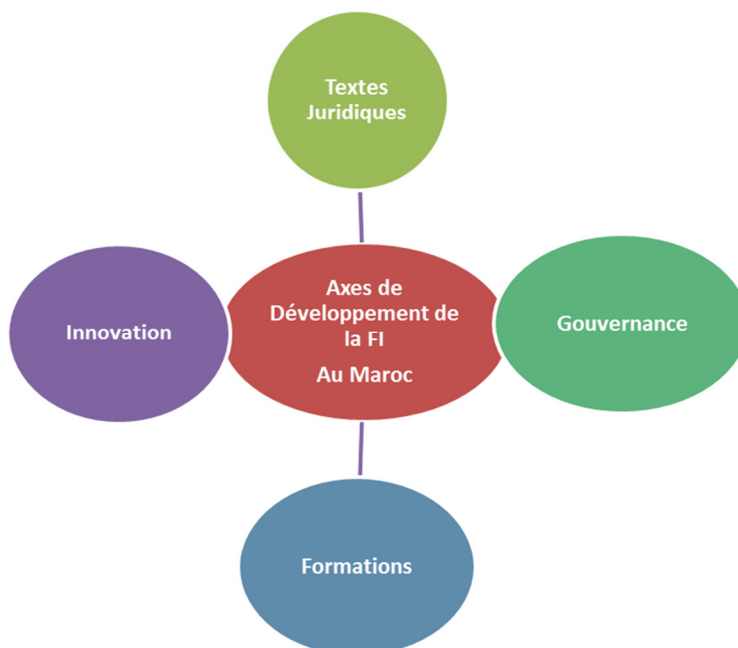 Textes
Juridiques
Innovation
Axes de
Développement de
la FI
Au Maroc
Gouvernance
Formations